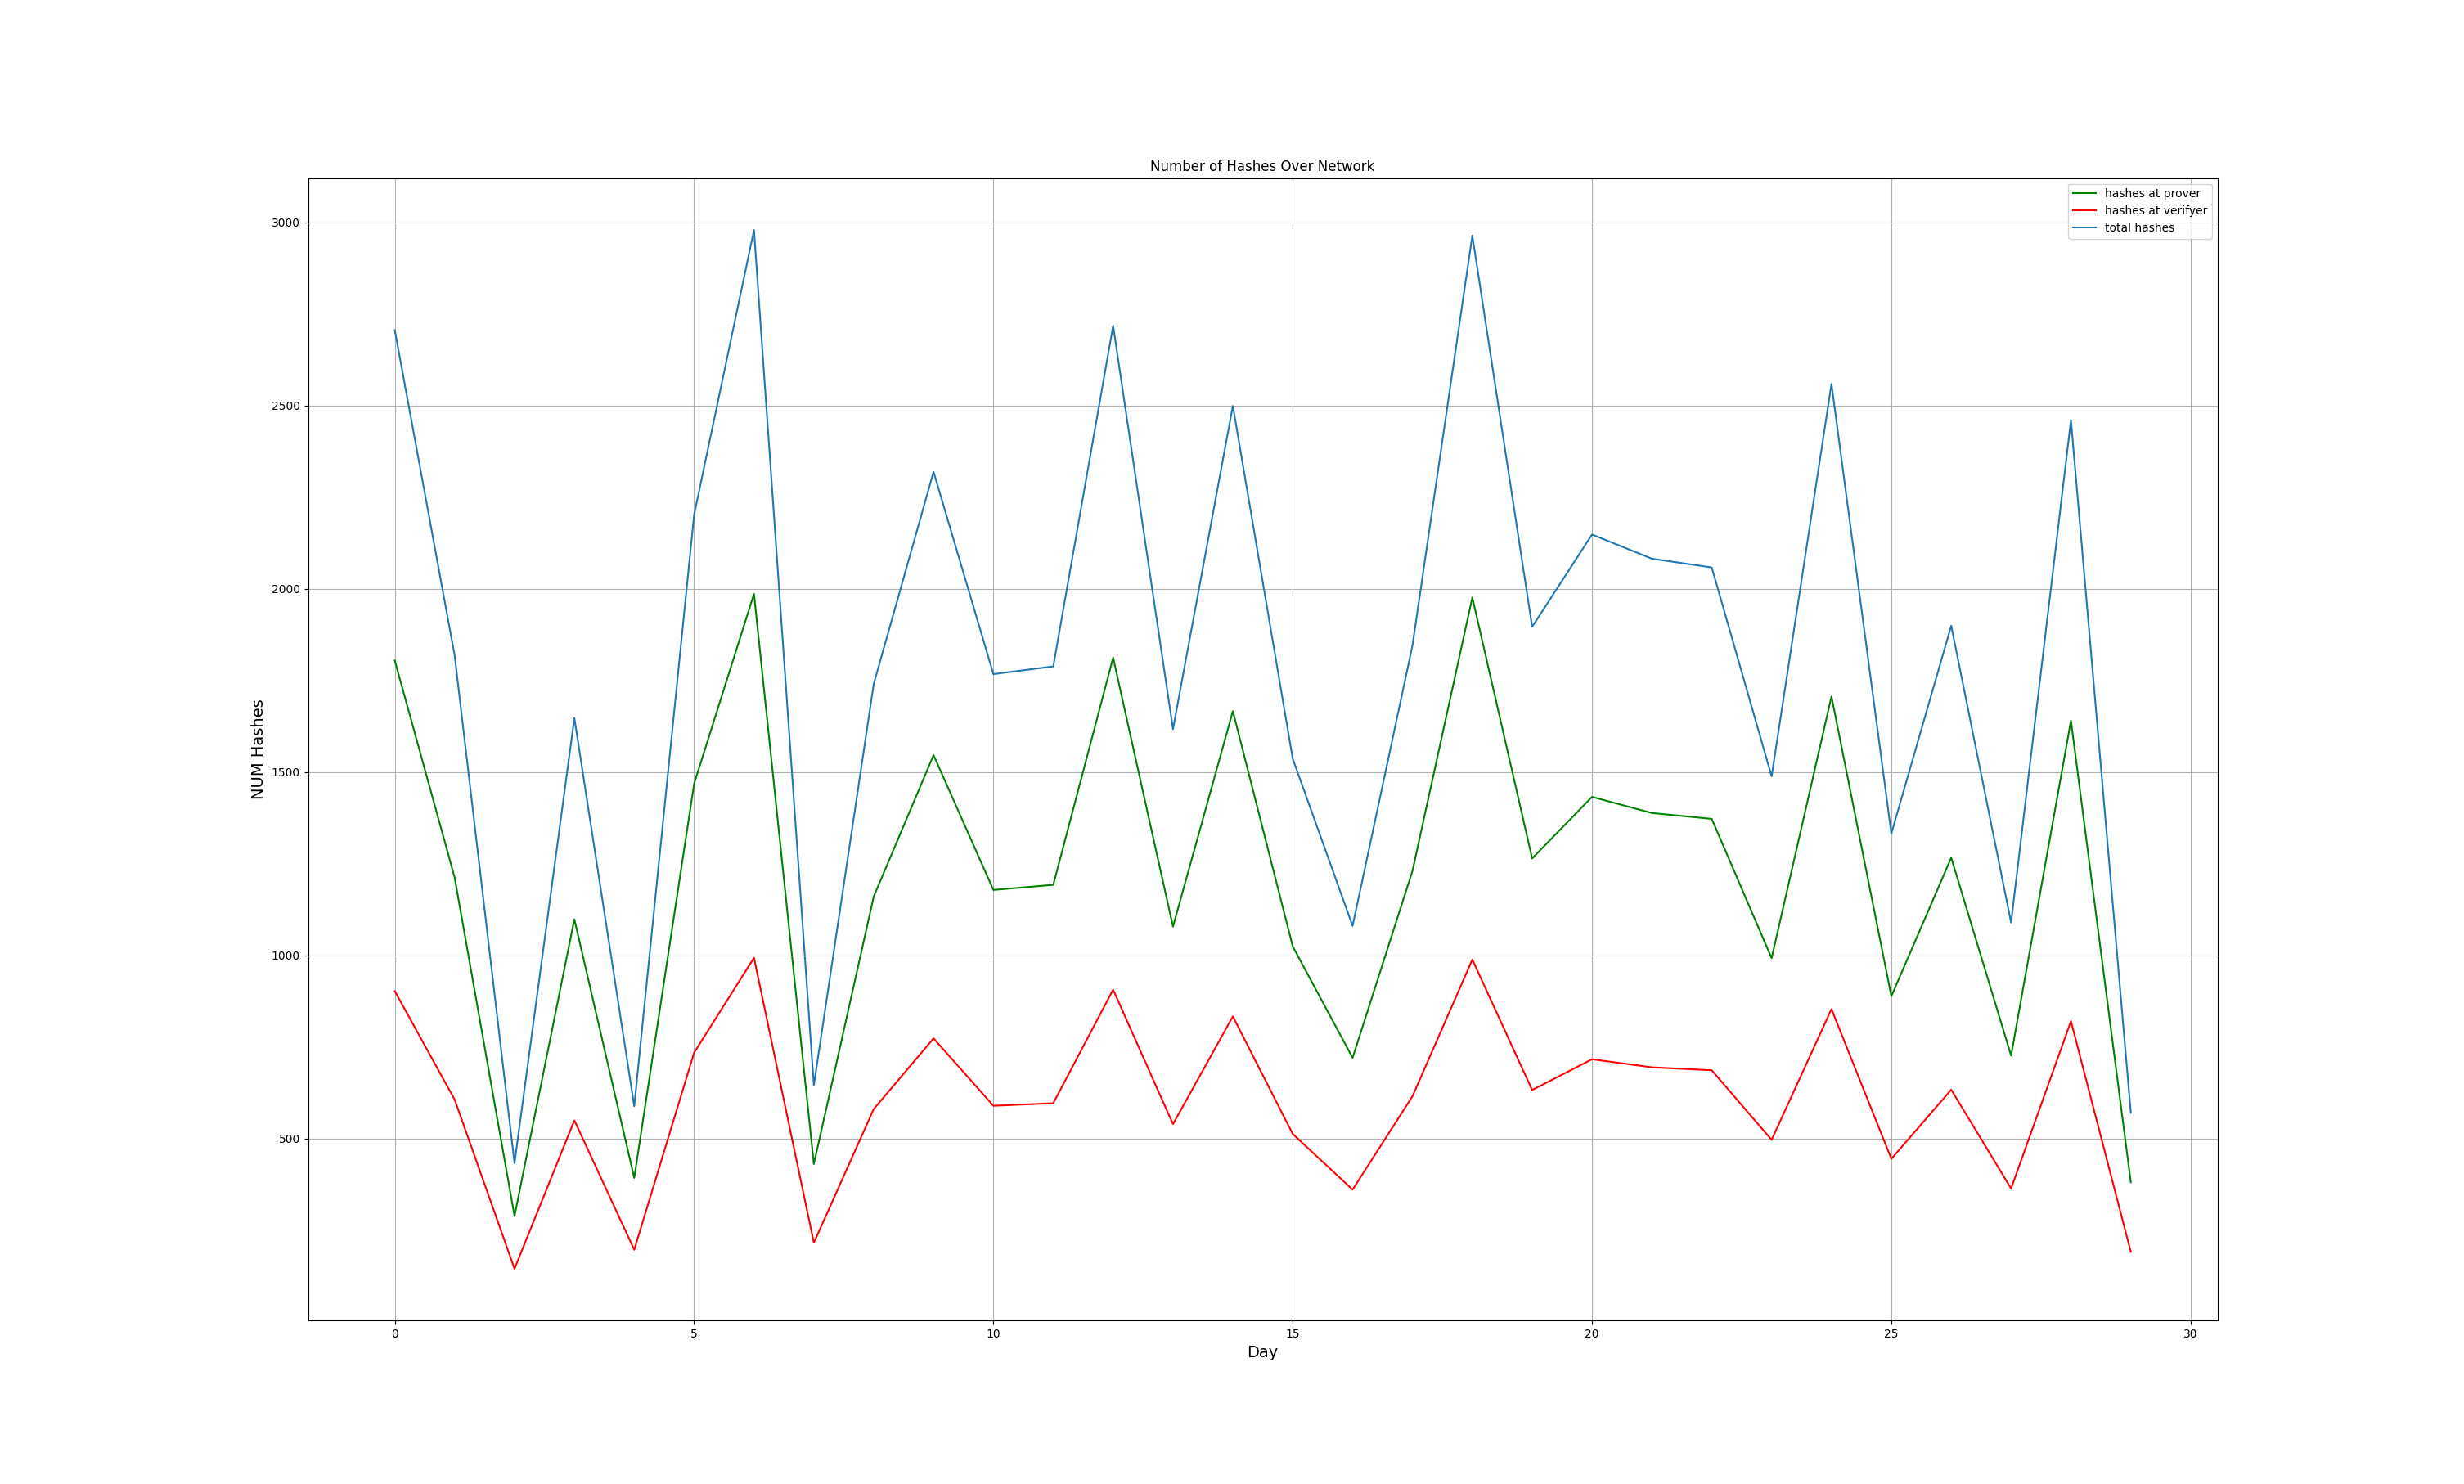 Number of Hashes Over Network
hashes at prover
hashes at verifyer
total hashes
3000
2500
2000
1500
1000
500
NUM Hashes
0 5 10 15 20 25 30
Day